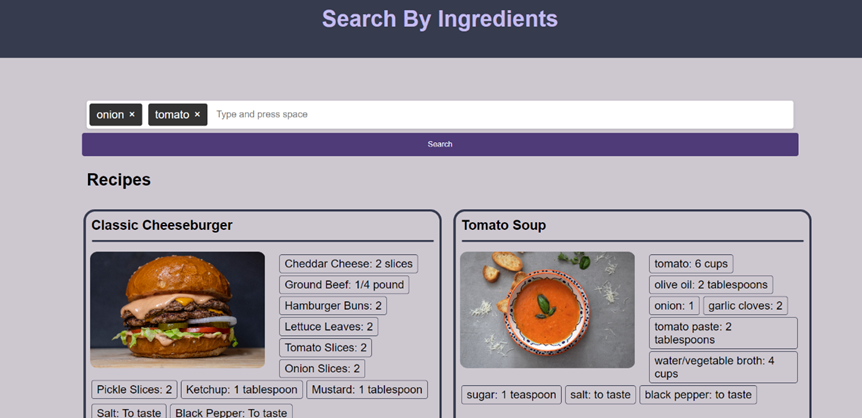 Search By Ingredients
onion × tomato × Type and press space
Search
Recipes
Classic Cheeseburger
Cheddar Cheese: 2 slices
Ground Beef: 1/4 pound
Hamburger Buns: 2
Lettuce Leaves: 2
Tomato Slices: 2
Onion Slices: 2
Pickle Slices: 2 Ketchup: 1 tablespoon Mustard: 1 tablespoon
Salt: To taste Black Pepper: To taste
Tomato Soup
tomato: 6 cups
olive oil: 2 tablespoons
onion: 1 garlic cloves: 2
tomato paste: 2
tablespoons
water/vegetable broth: 4
cups
sugar: 1 teaspoon salt: to taste black pepper: to taste